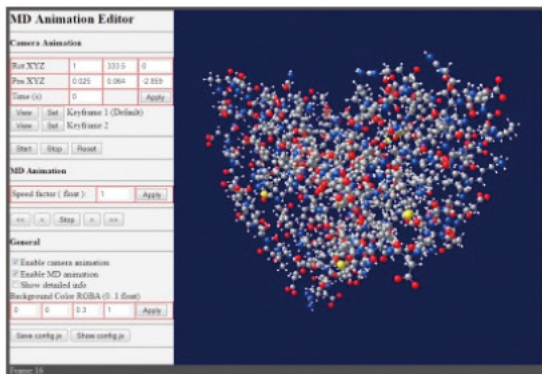 MD Animation Editor
Camera Animation
Rot XYZ 1 333.5 0
Pos XYZ 0.025 0.064 -2.859
Time (s) 0 Apply
View Set Keyframe 1 (Default)
View Set Keyframe 2
Start Stop Reset
MD Animation
Speed factor ( float ): 1 Apply
<< < Stop > >>
General
Enable camera animation
Enable MD animation
Show detailed info
Background Color RGBA (0..1 float)
0 0 0.3 1 Apply
Save config.js Show config.js
Frame: 16